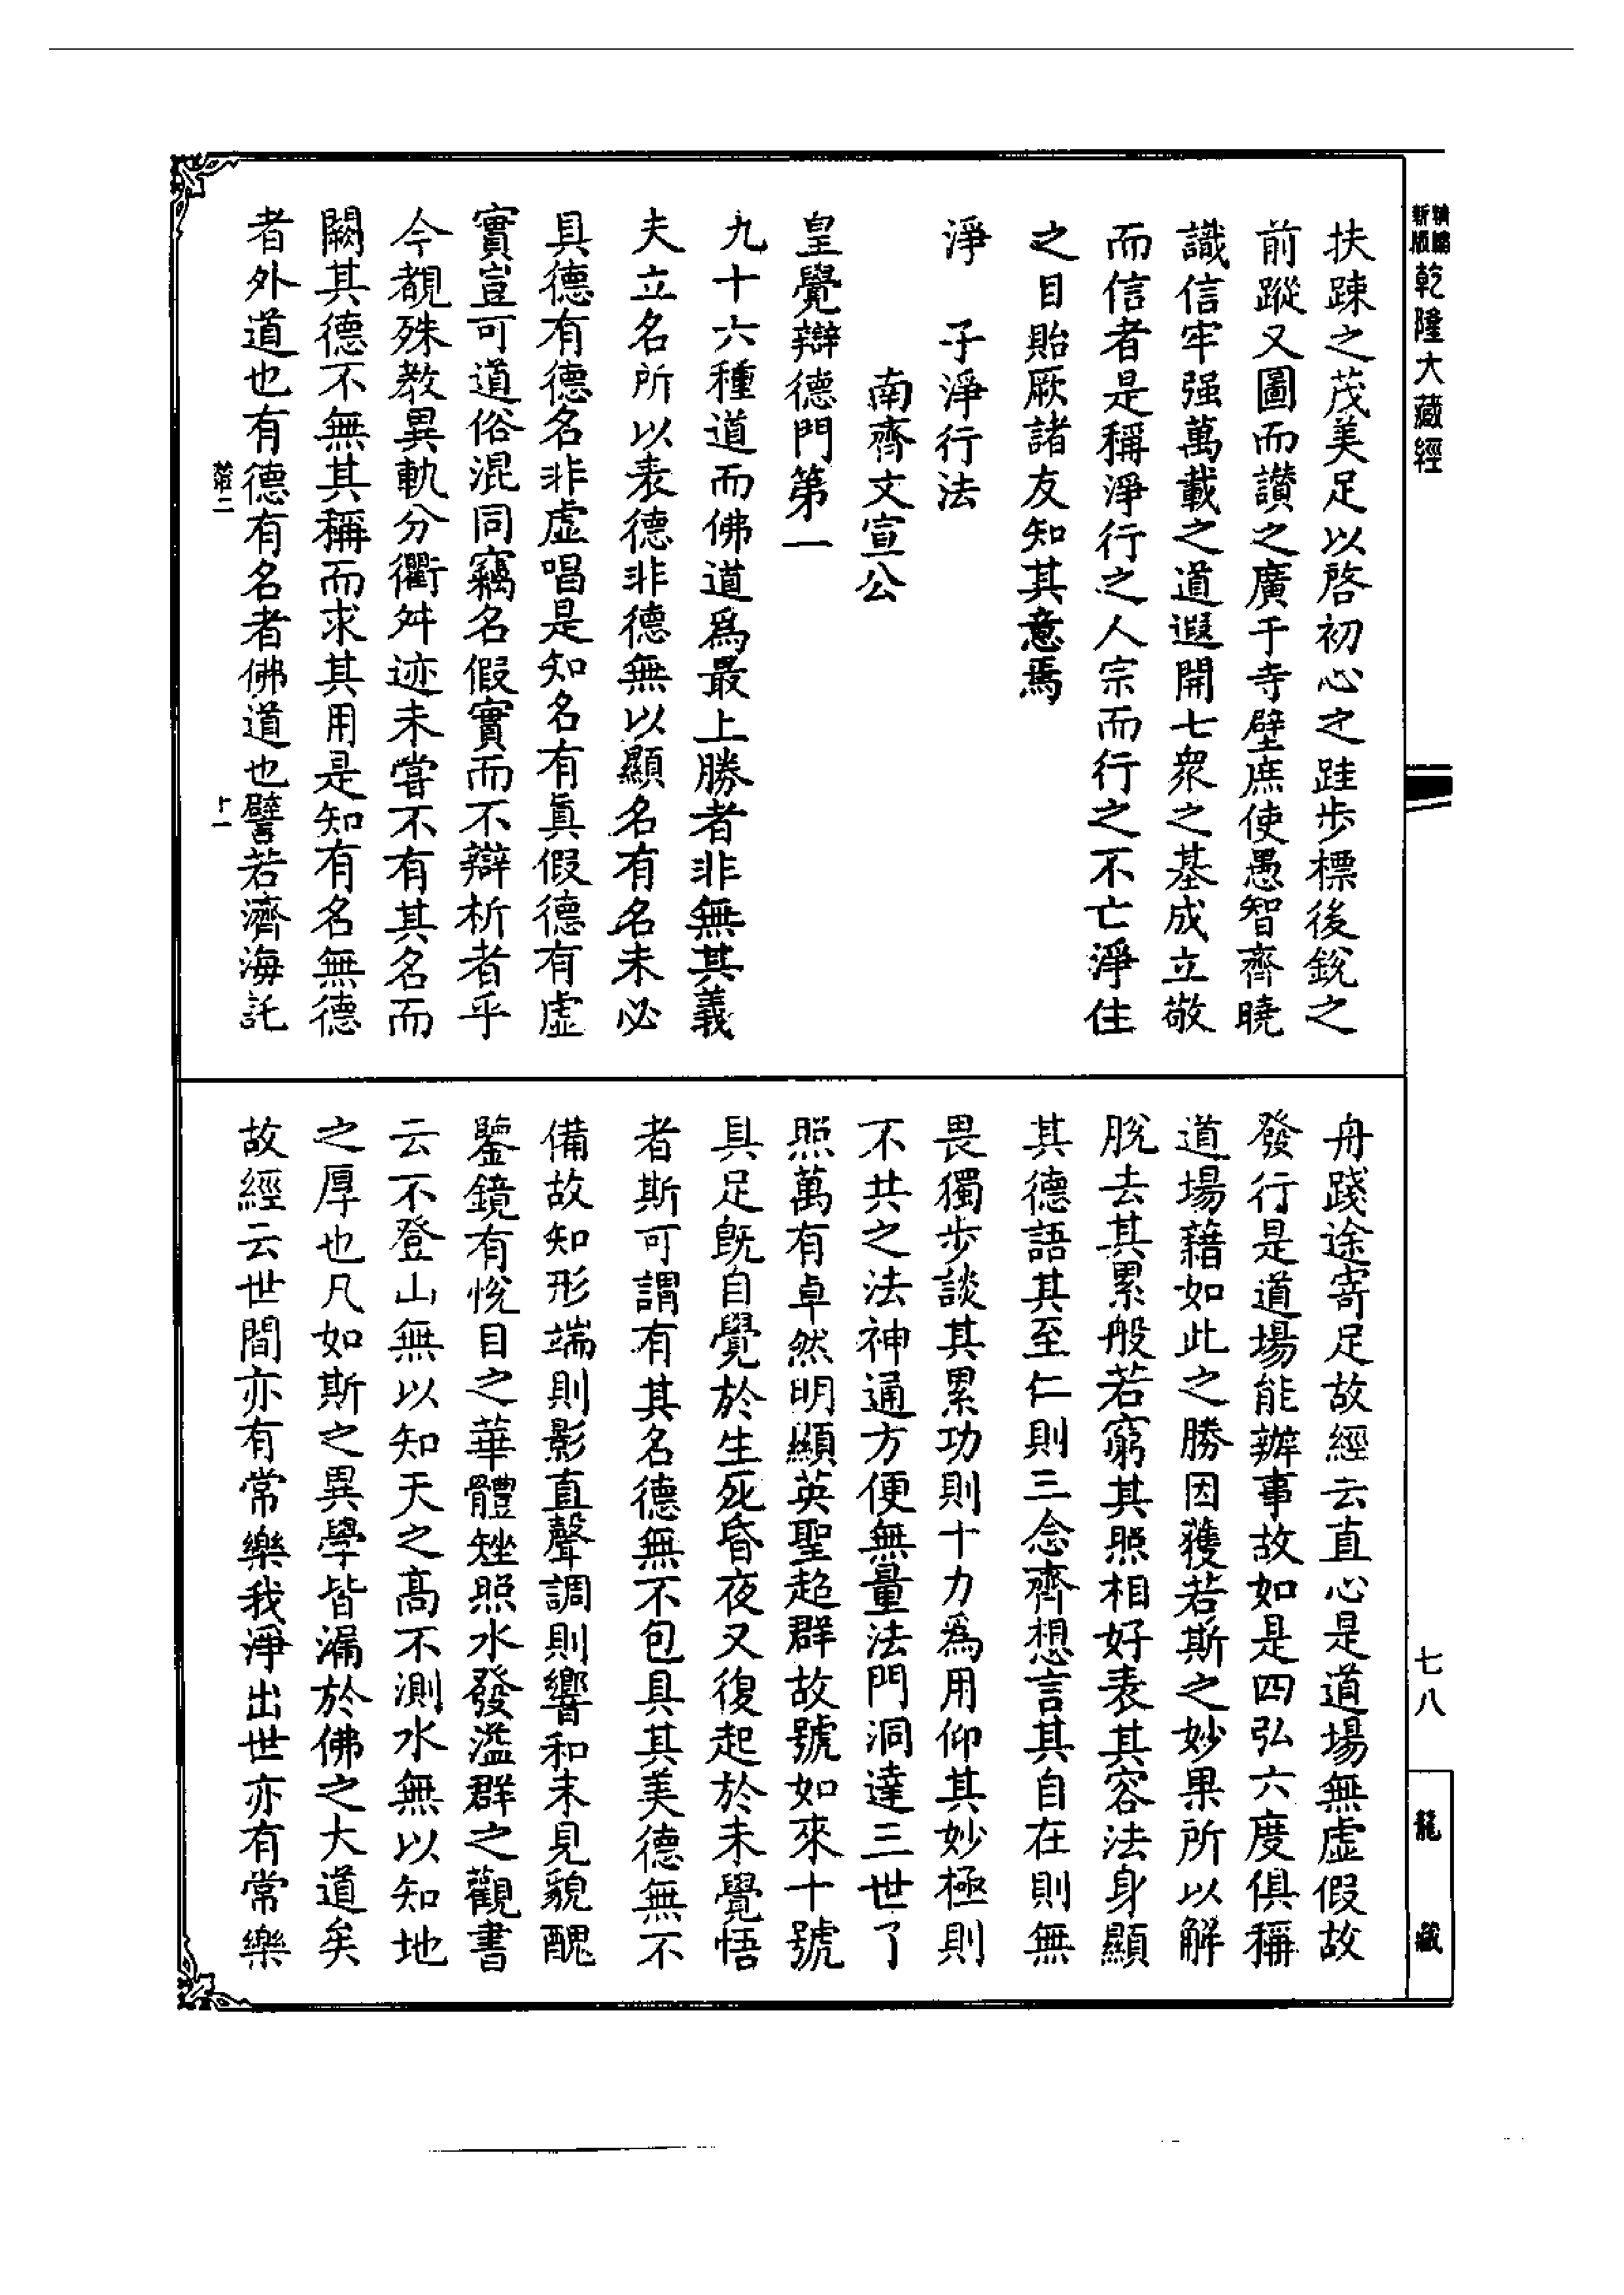 新版
精縮
乾隆大藏經
扶踈之茂美足以啓初心之跬步標後銳之
前蹤又圖而讃之廣于寺壁庶使愚智齊曉
識信牢强萬載之道遐開七衆之基成立敬
而信者是稱淨行之人宗而行之不亡淨住
之目貽厥諸友知其意焉
淨　子淨行法
南齊文宣公
皇覺辯德門第一
九十六種道而佛道爲最上勝者非無其義
夫立名所以表德非德無以顯名有名未必
具德有德名非虛唱是知名有眞假德有虛
實豈可道俗混同竊名假實而不辯析者乎
今覩殊教異軌分衢舛迹未嘗不有其名而
闕其德不無其稱而求其用是知有名無德
者外道也有德有名者佛道也譬若濟海託
十一
舟踐途寄足故經云直心是道場無虛假故
發行是道場能辦事故如是四弘六度俱稱
道場藉如此之勝因獲若斯之妙果所以解
脫去其累般若窮其照相好表其容法身顯
其德語其至仁則三念齊想言其自在則無
畏獨步談其累功則十力爲用仰其妙極則
不共之法神通方便無量法門洞達三世了
照萬有卓然明顯英聖超群故號如來十號
具足旣自覺於生死昏夜又復起於未覺悟
者斯可謂有其名德無不包具其美德無不
備故知形端則影直聲調則響和未見貌醜
鑒鏡有悅目之華體矬照水發溢群之觀書
云不登山無以知天之高不測水無以知地
之厚也凡如斯之異學皆漏於佛之大道矣
故經云世間亦有常樂我淨出世亦有常樂
七八
龍藏